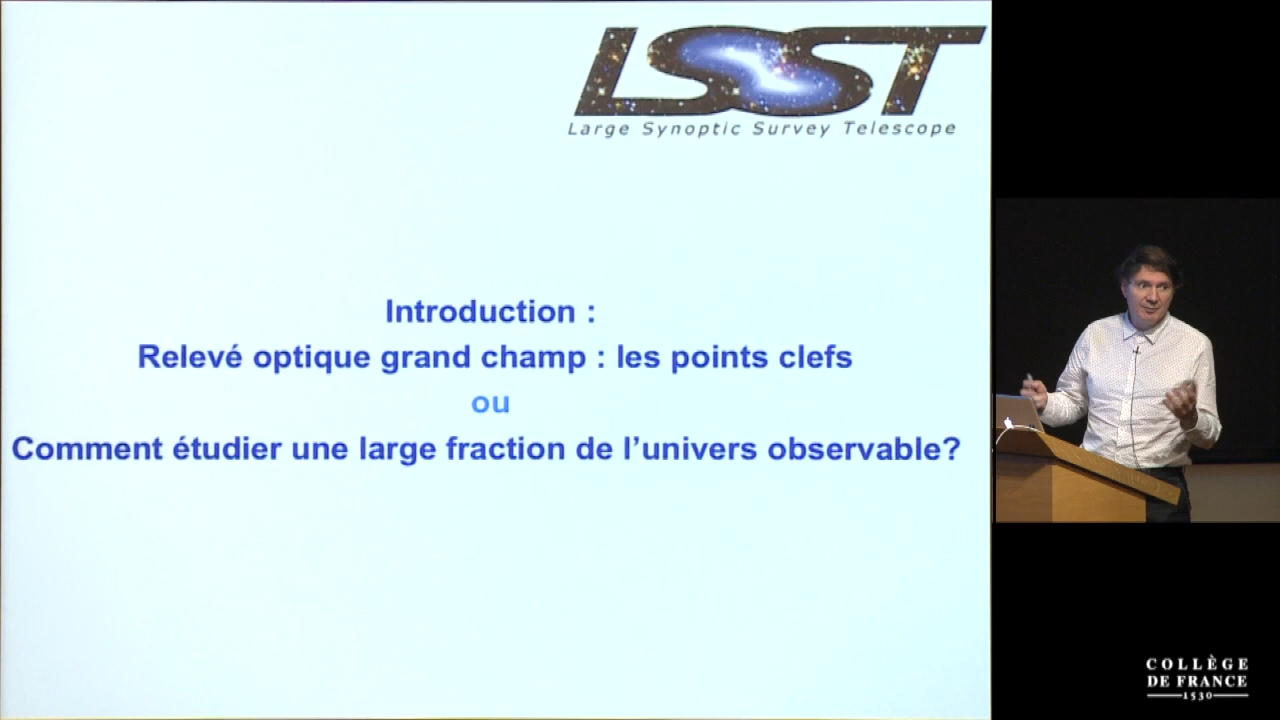 LSST
Large Synoptic Survey Telescope
Introduction :
Relevé optique grand champ : les points clefs
ou
Comment étudier une large fraction de l’univers observable?
COLLÈGE
DE FRANCE
1530